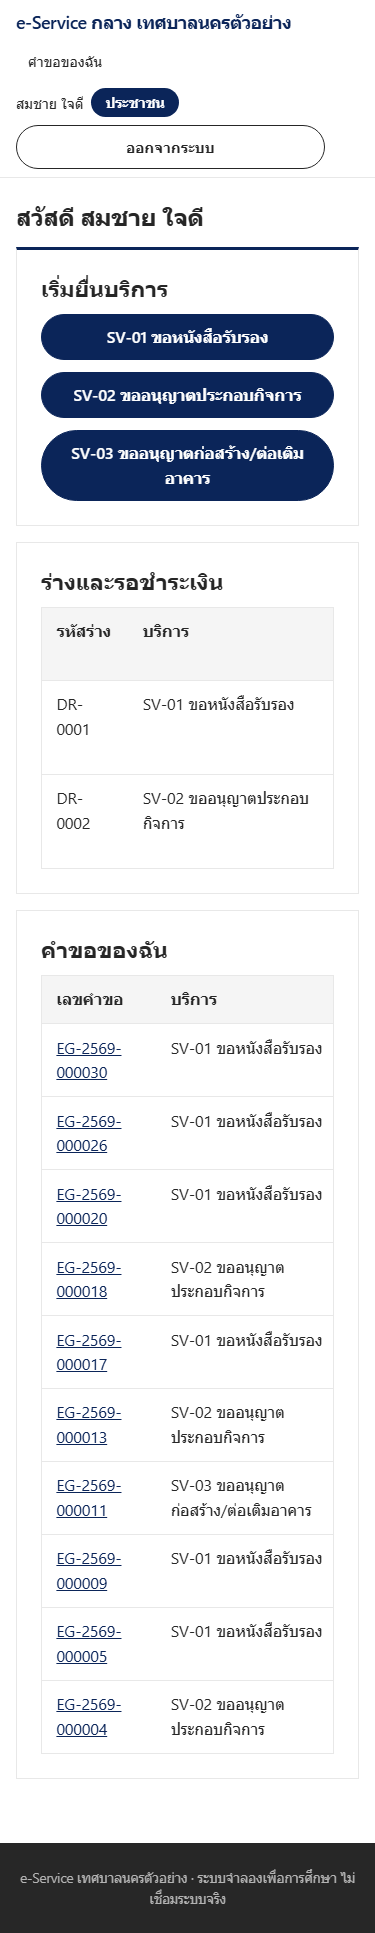 e-Service กลาง เทศบาลนครตัวอย่าง
คำขอของฉัน
สมชาย ใจดี ประชาชน
ออกจากระบบ
สวัสดี สมชาย ใจดี
เริ่มยื่นบริการ
SV-01 ขอหนังสือรับรอง
SV-02 ขออนุญาตประกอบกิจการ
SV-03 ขออนุญาตก่อสร้าง/ต่อเติม
อาคาร
ร่างและรอชำระเงิน
รหัสร่าง บริการ
DR- SV-01 ขอหนังสือรับรอง
0001
DR- SV-02 ขออนุญาตประกอบ
0002 กิจการ
คำขอของฉัน
เลขคำขอ บริการ
EG-2569- SV-01 ขอหนังสือรับรอง
000030
EG-2569- SV-01 ขอหนังสือรับรอง
000026
EG-2569- SV-01 ขอหนังสือรับรอง
000020
EG-2569- SV-02 ขออนุญาต
000018 ประกอบกิจการ
EG-2569- SV-01 ขอหนังสือรับรอง
000017
EG-2569- SV-02 ขออนุญาต
000013 ประกอบกิจการ
EG-2569- SV-03 ขออนุญาต
000011 ก่อสร้าง/ต่อเติมอาคาร
EG-2569- SV-01 ขอหนังสือรับรอง
000009
EG-2569- SV-01 ขอหนังสือรับรอง
000005
EG-2569- SV-02 ขออนุญาต
000004 ประกอบกิจการ
e-Service เทศบาลนครตัวอย่าง · ระบบจำลองเพื่อการศึกษา ไม่
เชื่อมระบบจริง